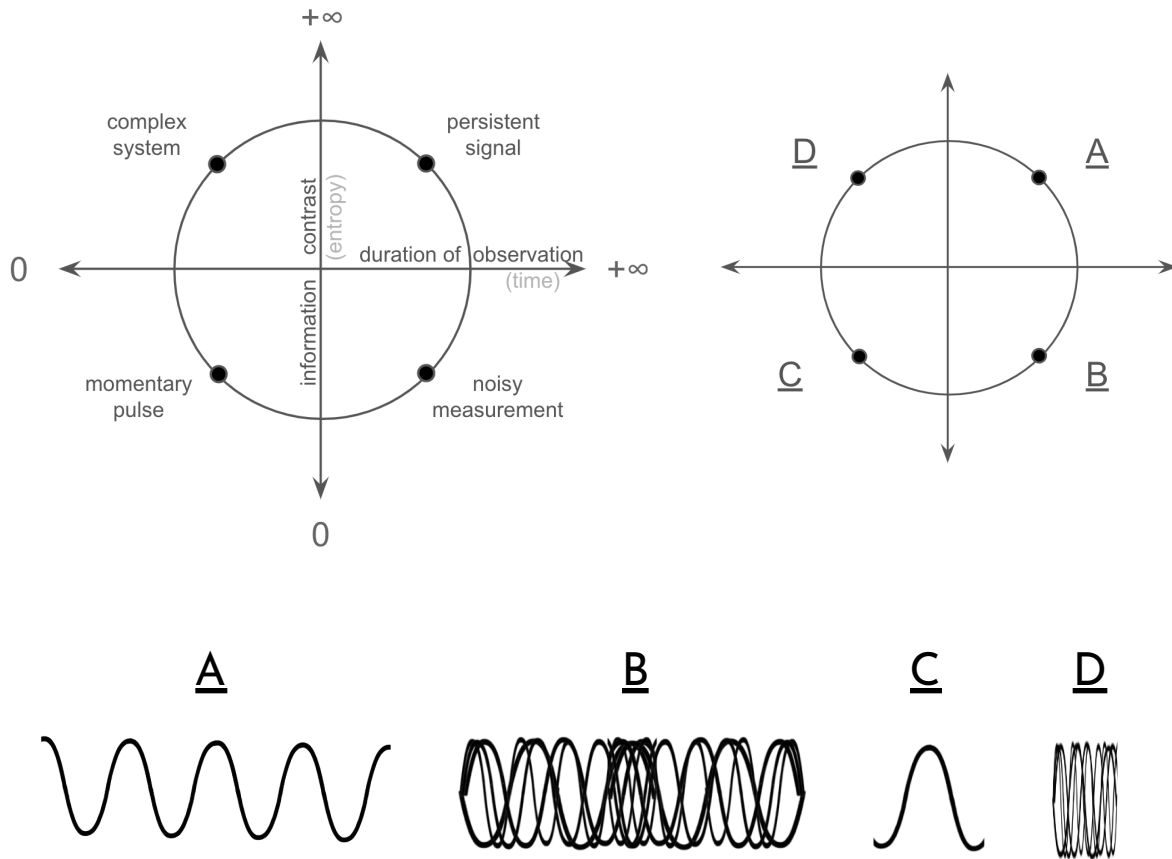 +∞
complex
system
persistent
signal
contrast
(entropy)
0
duration of observation
(time)
+∞
information
momentary
pulse
noisy
measurement
0
D
A
C
B
A
B
C
D